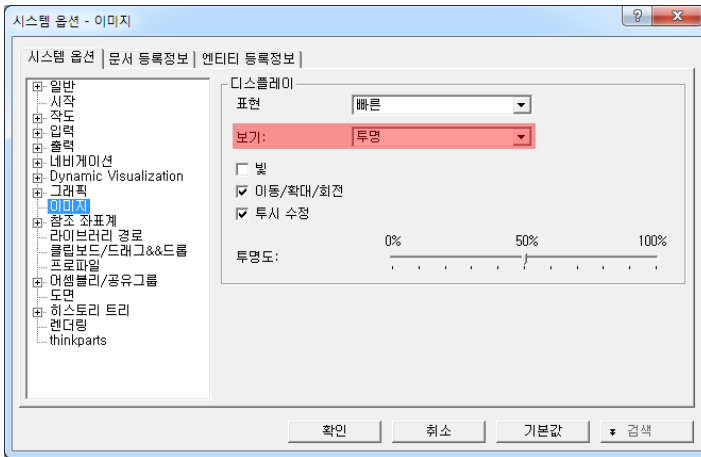 시스템 옵션 - 이미지
시스템 옵션 문서 등록정보 엔티티 등록정보
일반
시작
작도
입력
출력
네비게이션
Dynamic Visualization
그래픽
이미지
참조 좌표계
라이브러리 경로
클립보드/드래그&&드롭
프로파일
어셈블리/공유그룹
도면
히스토리 트리
렌더링
thinkparts
디스플레이
표현 빠른
보기: 투명
빛
이동/확대/회전
투시 수정
0% 50% 100%
투명도:
확인 취소 기본값 검색